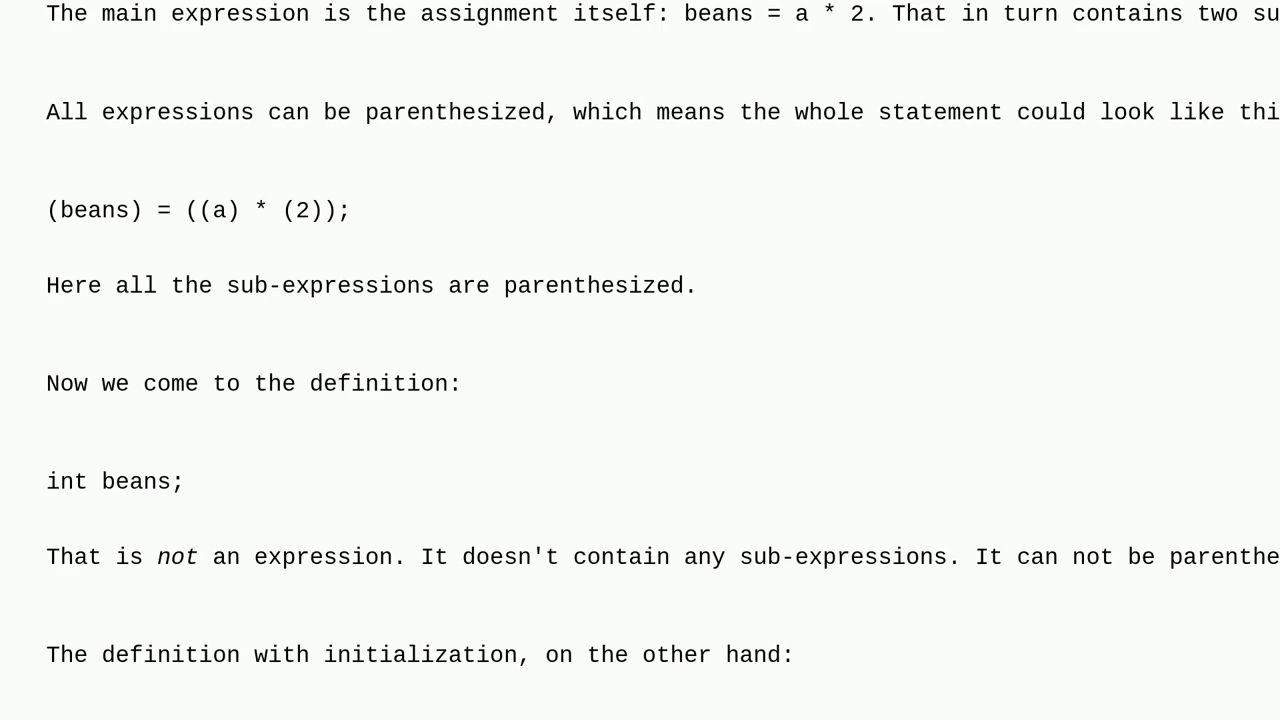 The main expression is the assignment itself: beans = a * 2. That in turn contains two
All expressions can be parenthesized, which means the whole statement could look like
(beans) = ((a) * (2));
Here all the sub-expressions are parenthesized.
Now we come to the definition:
int beans;
That is not an expression. It doesn't contain any sub-expressions. It can not be
The definition with initialization, on the other hand: